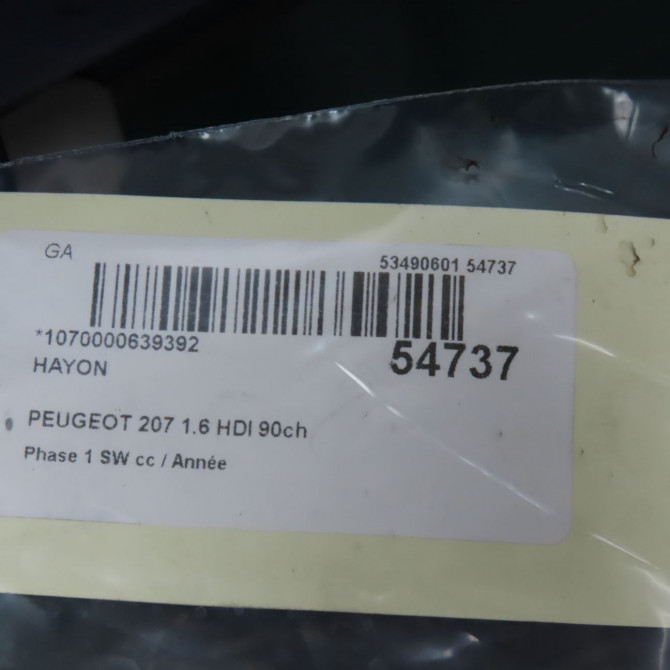 GA
53490601 54737
*1070000639392
54737
HAYON
PEUGEOT 207 1.6 HDI 90ch
Phase 1 SW cc / Année